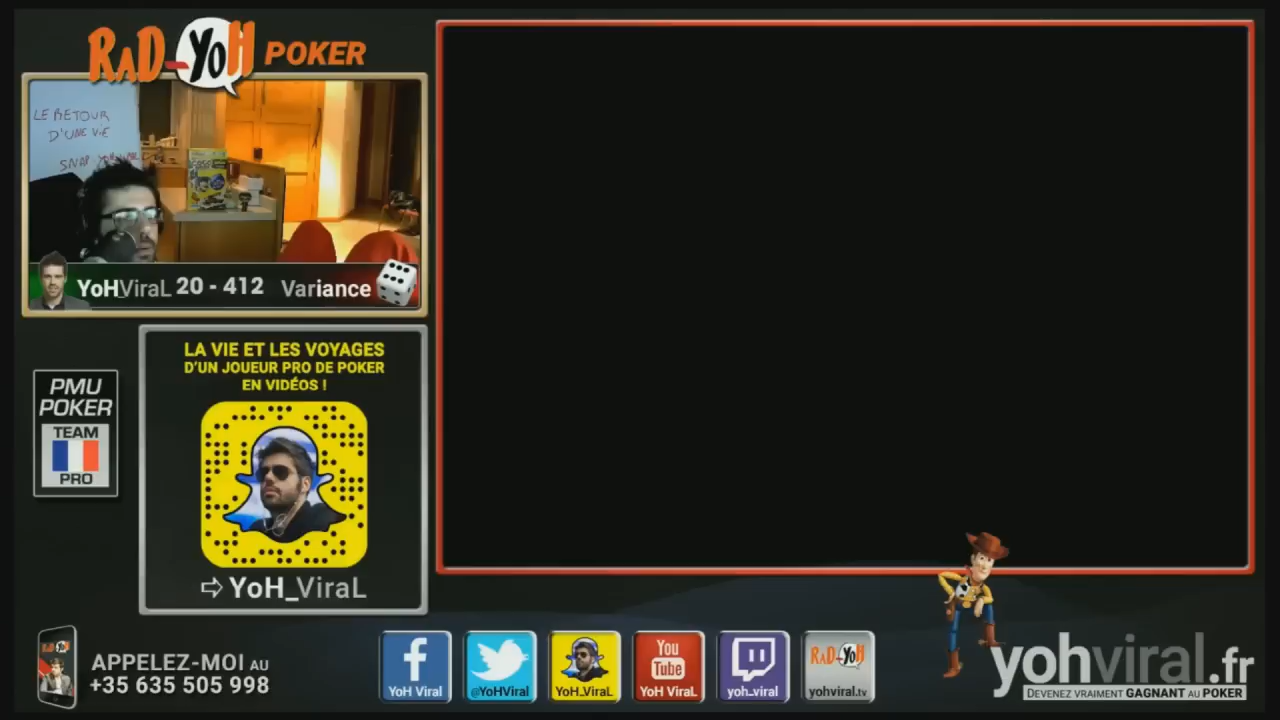 RAD-YOH POKER
LE RETOUR
D'UNE VIE
SNAP
YoH_ViraL 20 - 412 Variance
LA VIE ET LES VOYAGES
D'UN JOUEUR PRO DE POKER
EN VIDÉOS !
YoH_ViraL
PMU
POKER
TEAM
PRO
APPELEZ-MOI AU
+35 635 505 998
YoH Viral
@YoHViral
YoH_ViraL
You
Tube
YoH ViraL
yoh_viral
RAD-YOH
yohviral.tv
yohviral.fr
DEVENEZ VRAIMENT GAGNANT AU POKER